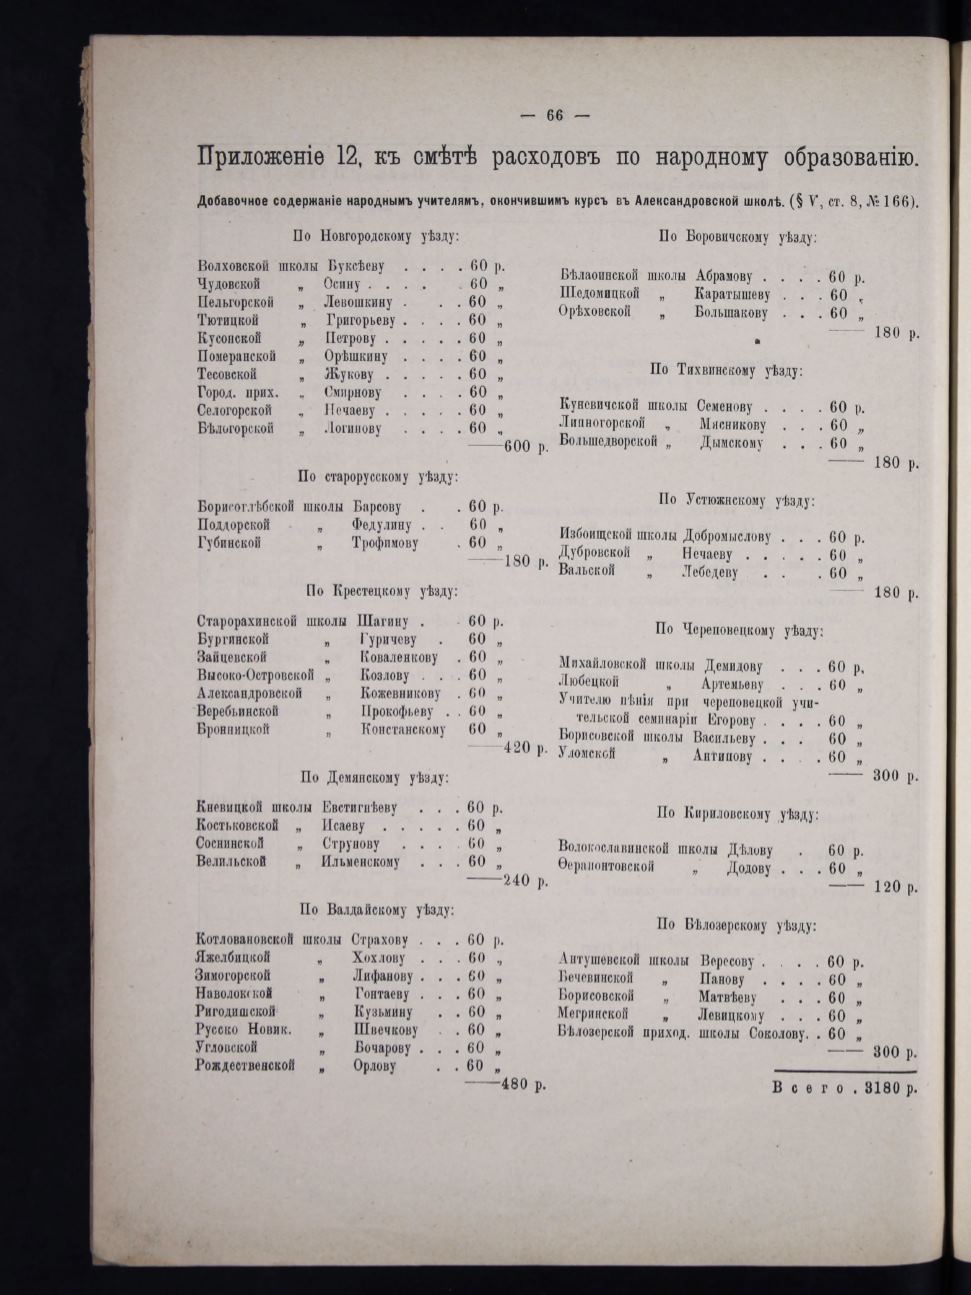 — 66 —
Приложеніе 12, къ смѣтѣ расходовъ по народному образованію.
Добавочное содержаніе народнымъ учителямъ, окончившимъ курсъ въ Александровской школѣ. (§ V, ст. 8, № 166).
По Новгородскому уѣзду:
Волховской школы Буксѣеву . . . . 60 р.
Чудовской „ Осипу . . . . . 60 „
Пельгорской „ Левошкину . . . 60 „
Тютицкой „ Григорьеву . . . . 60 „
Кусонской „ Петрову . . . . . 60 „
Померанской „ Орѣшкину . . . . 60 „
Тесовской „ Жукову . . . . . 60 „
Город. прих. „ Смирнову . . . . 60 „
Селогорской „ Нечаеву . . . . . 60 „
Бѣлогорской „ Логинову . . . . 60 „
——600 р.
По старорусскому уѣзду:
Борисоглѣбской школы Барсову . . 60 р.
Поддорской „ Федулину . . 60 „
Губинской „ Трофимову . 60 „
——180 р.
По Крестецкому уѣзду:
Старорахинской школы Шагину . . 60 р.
Бургинской „ Гуричеву . 60 „
Зайцевской „ Коваленкову . 60 „
Высоко-Островской „ Козлову . . . 60 „
Александровской „ Кожевникову . 60 „
Веребьинской „ Прокофьеву . . 60 „
Бронницкой „ Констанскому 60 „
——420 р.
По Демянскому уѣзду:
Кневицкой школы Евстигнѣеву . . . 60 р.
Костьковской „ Исаеву . . . . . 60 „
Соснинской „ Струпову . . . . 60 „
Велильской „ Ильменскому . . . 60 „
——240 р.
По Валдайскому уѣзду:
Котловановской школы Страхову . . . 60 р.
Яжелбицкой „ Хохлову . . . 60 „
Зимогорской „ Лифанову . . . 60 „
Наволокской „ Гонтаеву . . . 60 „
Ригодищской „ Кузьмину . . 60 „
Русско Новик. „ Швечкову . . 60 „
Угловской „ Бочарову . . . 60 „
Рождественской „ Орлову . . 60 „
——480 р.
По Боровичскому уѣзду:
Бѣлаоинской школы Абрамову . . . . 60 р.
Шедомицкой „ Каратышеву . . . 60 „
Орѣховской „ Большакову . . . 60 „
—— 180 р.
По Тихвинскому уѣзду:
Куневичской школы Семенову . . . . 60 р.
Липногорской „ Мясникову . . . 60 „
Большедворской „ Дымскому . . . 60 „
—— 180 р.
По Устюжнскому уѣзду:
Избоищской школы Добромыслову . . . 60 р.
Дубровской „ Нечаеву . . . . . 60 „
Вальской „ Лебедеву . . . 60 „
—— 180 р.
По Череповецкому уѣзду:
Михайловской школы Демидову . . . 60 р.
Любецкой „ Артемьеву . . . 60 „
Учителю пѣнія при череповецкой учи-
тельской семинаріи Егорову . . . . 60 „
Борисовской школы Васильеву . . . 60 „
Уломской „ Антипову . . . . 60 „
—— 300 р.
По Кириловскому уѣзду:
Волокославинской школы Дѣлову . 60 р.
Ѳерапонтовской „ Додову . . . 60 „
—— 120 р.
По Бѣлозерскому уѣзду:
Антушевской школы Вересову . . . . 60 р.
Бечевинской „ Панову . . . . 60 „
Борисовской „ Матвѣеву . . . 60 „
Мегринской „ Левицкому . . . 60 „
Бѣлозерской приход. школы Соколову. . 60 „
—— 300 р.
Всего . 3180 р.